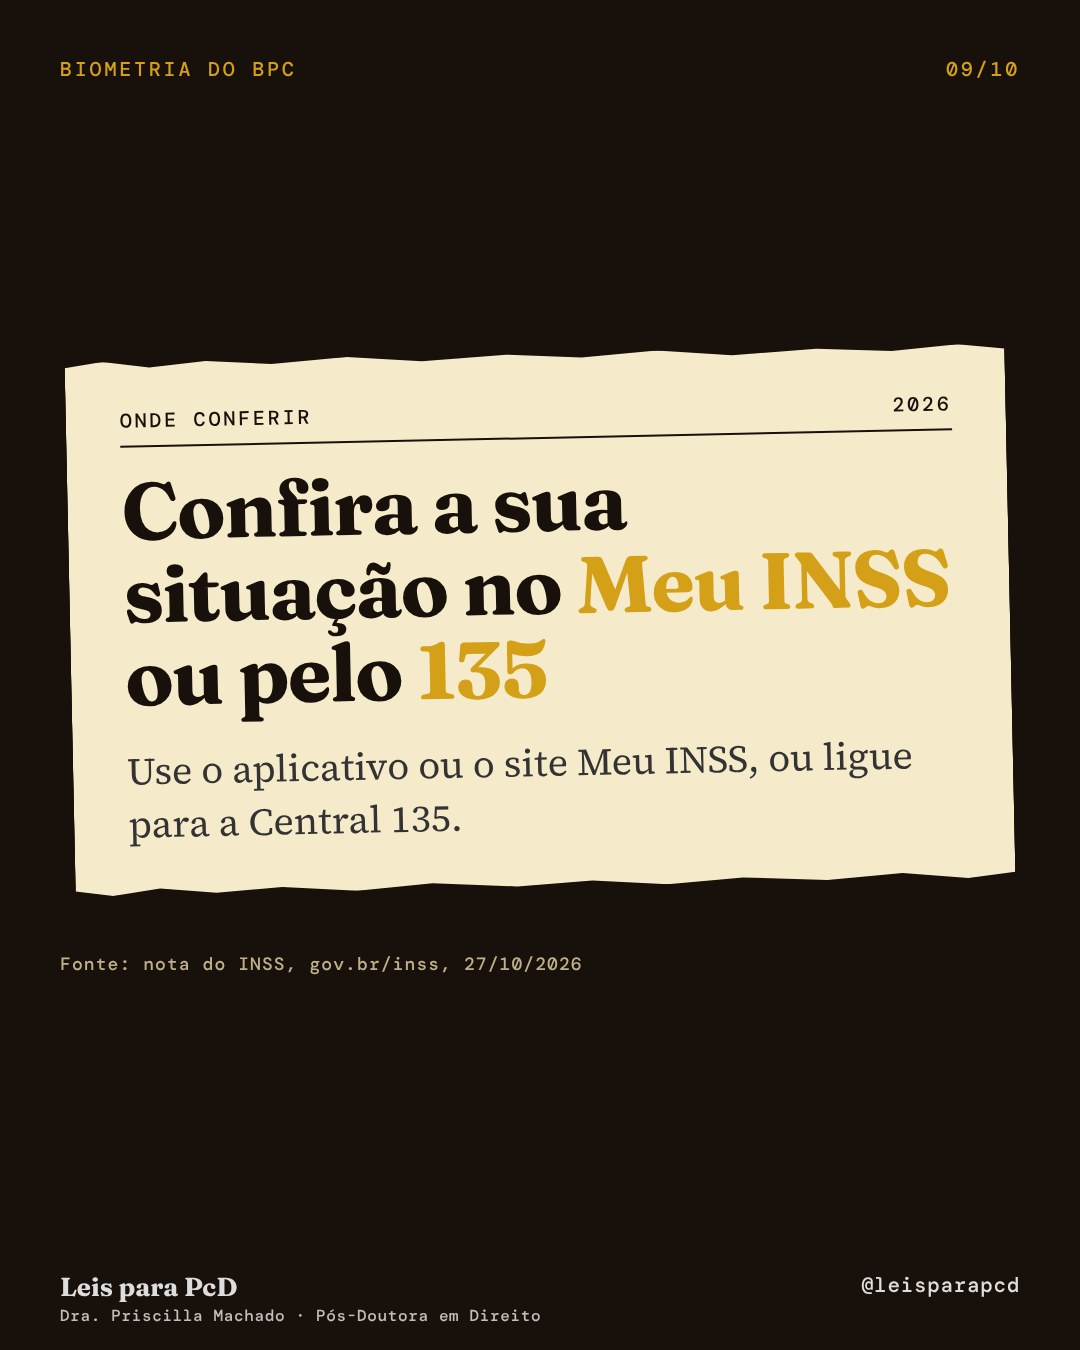 BIOMETRIA DO BPC
09/10
ONDE CONFERIR
2026
Confira a sua
situação no Meu INSS
ou pelo 135
Use o aplicativo ou o site Meu INSS, ou ligue
para a Central 135.
Fonte: nota do INSS, gov.br/inss, 27/10/2026
Leis para PcD
@leisparapcd
Dra. Priscilla Machado · Pós-Doutora em Direito